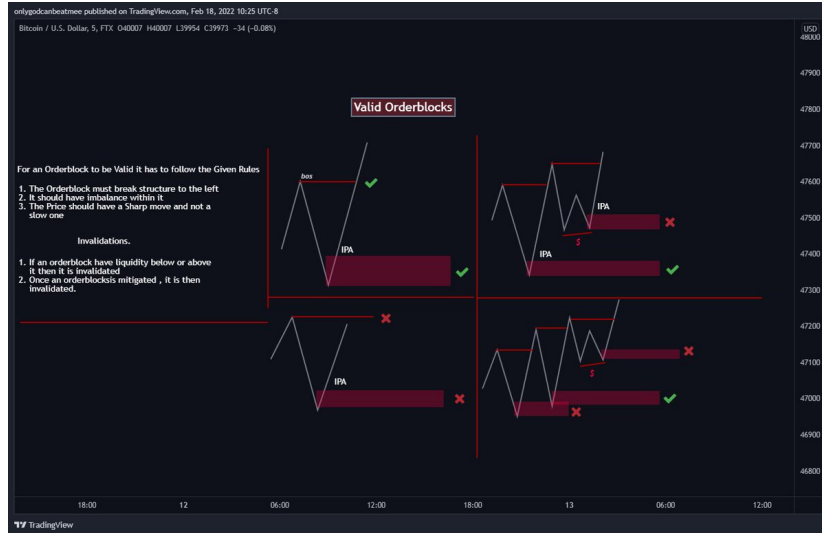 onlygodcanbeatmee published on TradingView.com, Feb 18, 2022 10:25 UTC-8
Bitcoin / U.S. Dollar, 5, FTX O40007 H40007 L39954 C39973 −34 (−0.08%)
USD
48000
47900
47800
47700
47600
47500
47400
47300
47200
47100
47000
46900
46800
Valid Orderblocks
For an Orderblock to be Valid it has to follow the Given Rules
1. The Orderblock must break structure to the left
2. It should have imbalance within it
3. The Price should have a Sharp move and not a
slow one
Invalidations.
1. If an orderblock have liquidity below or above
it then it is invalidated
2. Once an orderblocksis mitigated , it is then
invalidated.
bos
IPA
IPA
$
IPA
IPA
$
18:00
12
06:00
12:00
18:00
13
06:00
12:00
TradingView